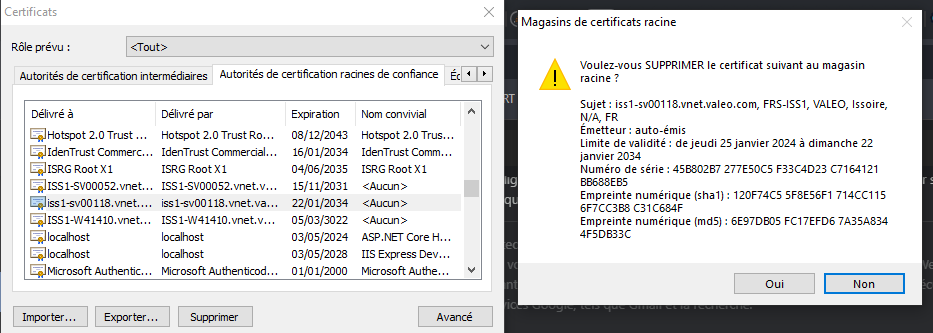 Certificats
Rôle prévu :
<Tout>
Autorités de certification intermédiaires
Autorités de certification racines de confiance
Délivré à
Délivré par
Expiration
Nom convivial
Hotspot 2.0 Trust ... Hotspot 2.0 Trust Ro... 08/12/2043 Hotspot 2.0 Trust ...
IdenTrust Commerc... IdenTrust Commercial... 16/01/2034 IdenTrust Comm...
ISRG Root X1 ISRG Root X1 04/06/2035 ISRG Root X1
ISS1-SV00052.vnet... ISS1-SV00052.vnet.v... 15/11/2031 <Aucun>
iss1-sv00118.vnet... iss1-sv00118.vnet.va... 22/01/2034 <Aucun>
ISS1-W41410.vnet... ISS1-W41410.vnet.v... 05/03/3022 <Aucun>
localhost localhost 03/05/2024 ASP.NET Core H...
localhost localhost 03/05/2028 IIS Express Dev...
Microsoft Authentic... Microsoft Authenticod... 01/01/2000 Microsoft Authe...
Importer...
Exporter...
Supprimer
Avancé
Magasins de certificats racine
Voulez-vous SUPPRIMER le certificat suivant au magasin
racine ?
Sujet : iss1-sv00118.vnet.valeo.com, FRS-ISS1, VALEO, Issoire,
N/A, FR
Émetteur : auto-émis
Limite de validité : de jeudi 25 janvier 2024 à dimanche 22
janvier 2034
Numéro de série : 45B802B7 277E50C5 F33C4D23 C7164121
BB688EB5
Empreinte numérique (sha1) : 120F74C5 5F8E56F1 714CC115
6F7CC3B8 C31C684F
Empreinte numérique (md5) : 6E97DB05 FC17EFD6 7A35A834
4F5DB33C
Oui
Non